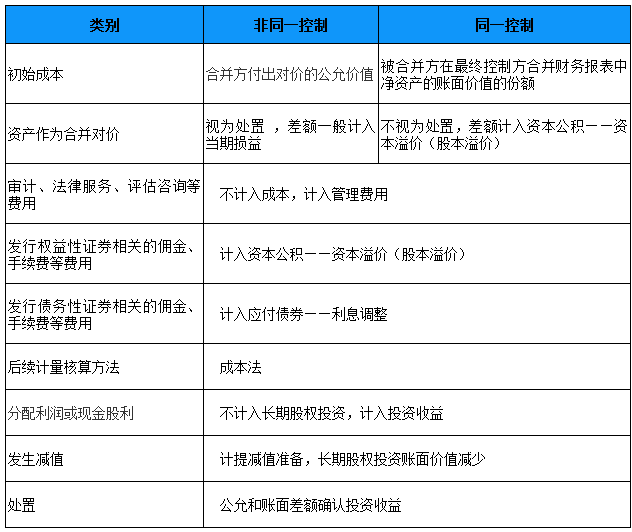 类别
非同一控制
同一控制
初始成本
合并方付出对价的公允价值
被合并方在最终控制方合并财务报表中
净资产的账面价值的份额
资产作为合并对价
视为处置 ，差额一般计入
当期损益
不视为处置，差额计入资本公积——资
本溢价（股本溢价）
审计、法律服务、评估咨询等
费用
不计入成本，计入管理费用
发行权益性证券相关的佣金、
手续费等费用
计入资本公积——资本溢价（股本溢价）
发行债务性证券相关的佣金、
手续费等费用
计入应付债券——利息调整
后续计量核算方法
成本法
分配利润或现金股利
不计入长期股权投资，计入投资收益
发生减值
计提减值准备，长期股权投资账面价值减少
处置
公允和账面差额确认投资收益